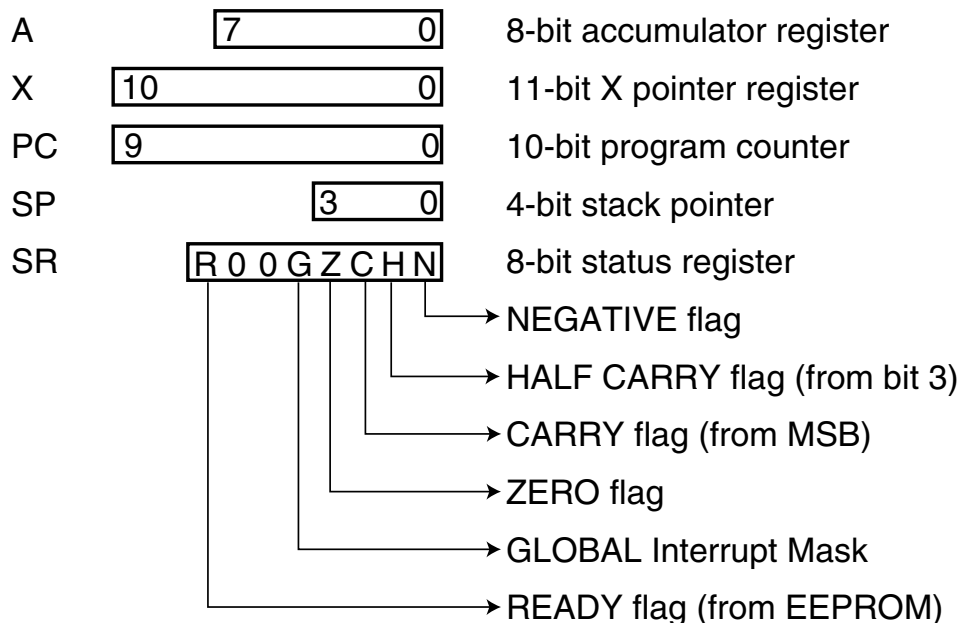 A 7 0 8-bit accumulator register
X 10 0 11-bit X pointer register
PC 9 0 10-bit program counter
SP 3 0 4-bit stack pointer
SR R 0 0 G Z C H N 8-bit status register
NEGATIVE flag
HALF CARRY flag (from bit 3)
CARRY flag (from MSB)
ZERO flag
GLOBAL Interrupt Mask
READY flag (from EEPROM)